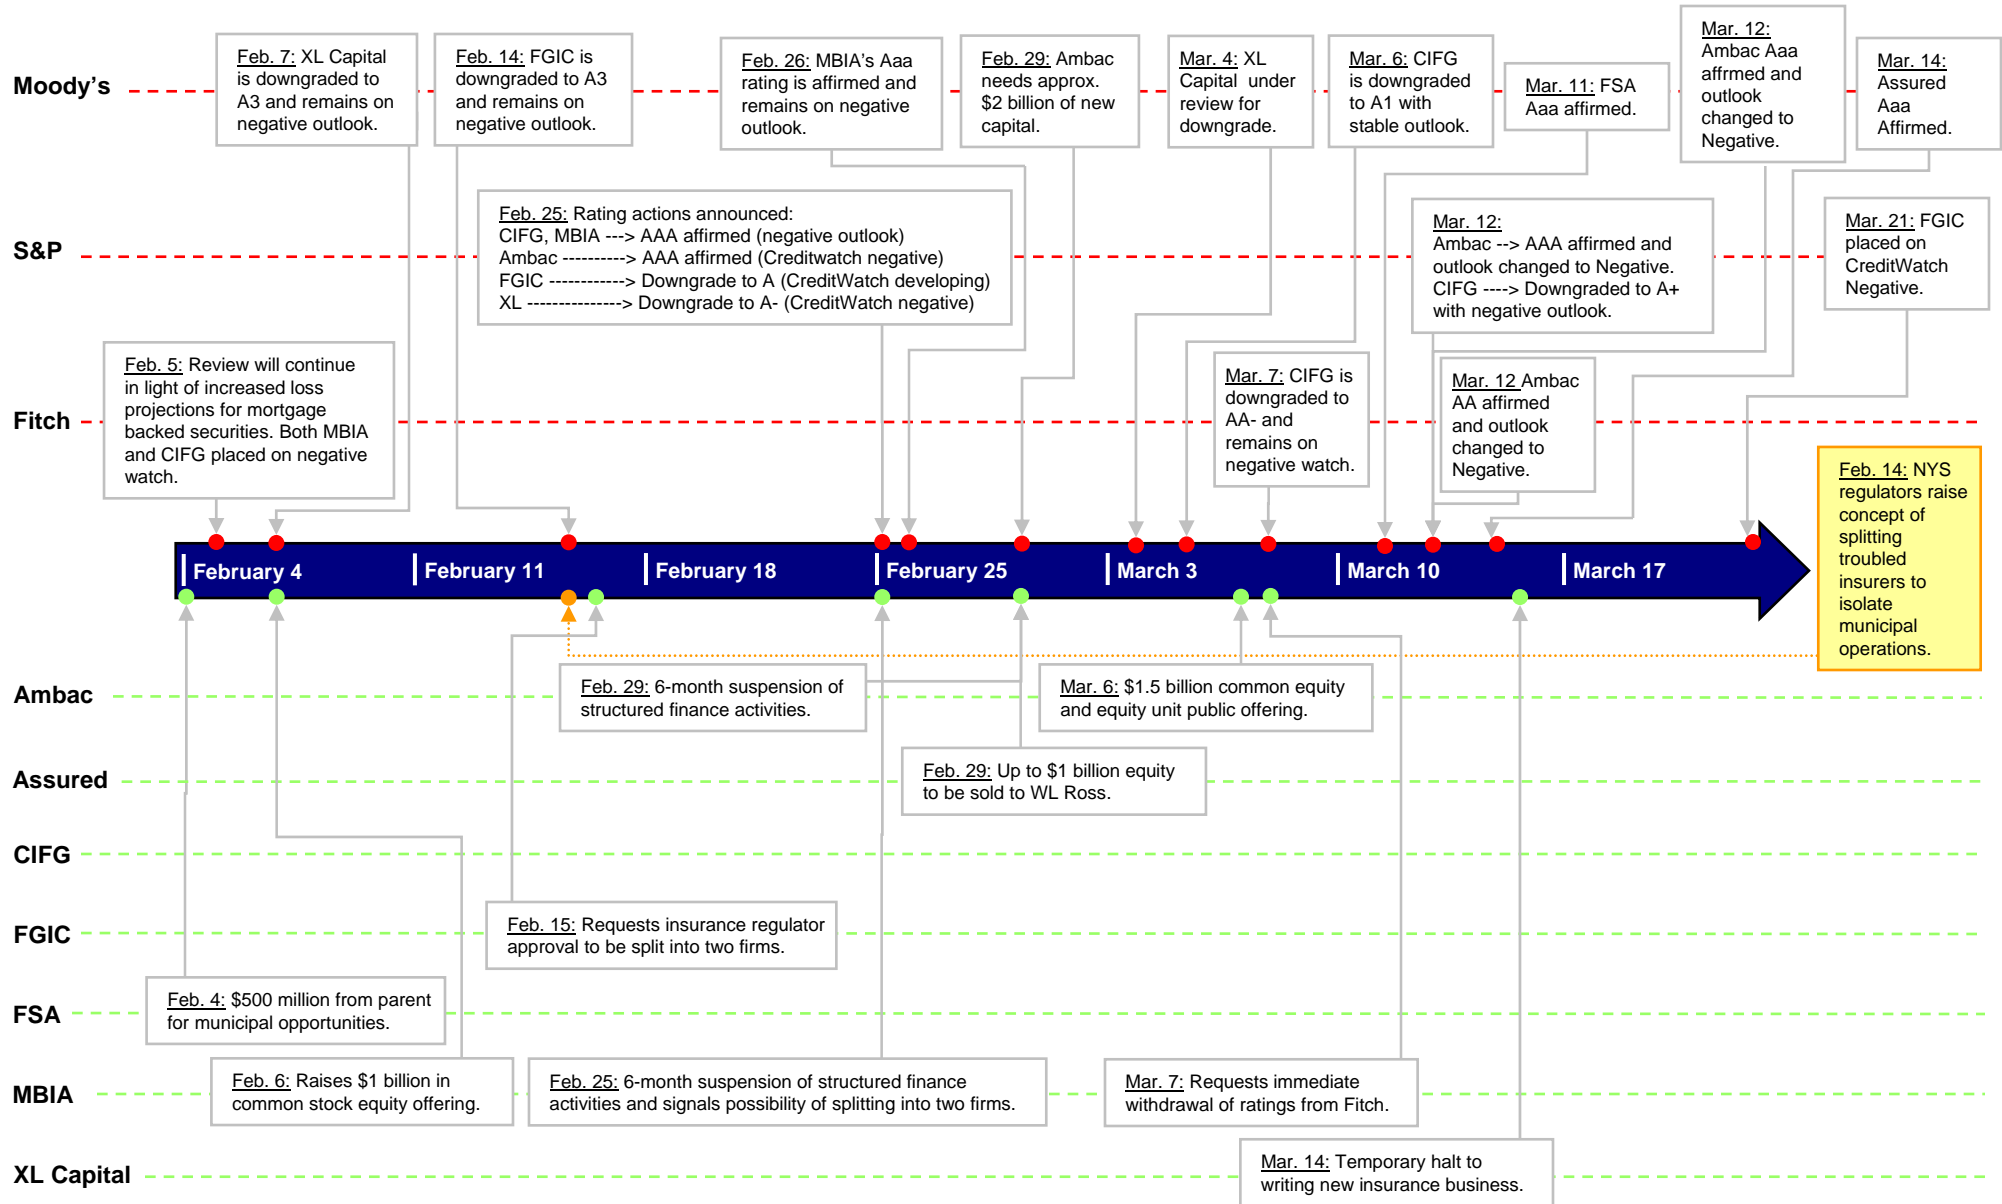 Moody's
Feb. 7: XL Capital
is downgraded to
A3 and remains on
negative outlook.
Feb. 14: FGIC is
downgraded to A3
and remains on
negative outlook.
Feb. 26: MBIA's Aaa
rating is affirmed and
remains on negative
outlook.
Feb. 29: Ambac
needs approx.
$2 billion of new
capital.
Mar. 4: XL
Capital under
review for
downgrade.
Mar. 6: CIFG
is downgraded
to A1 with
stable outlook.
Mar. 11: FSA
Aaa affirmed.
Mar. 12:
Ambac Aaa
affrmed and
outlook
changed to
Negative.
Mar. 14:
Assured
Aaa
Affirmed.
S&P
Feb. 25: Rating actions announced:
CIFG, MBIA ---> AAA affirmed (negative outlook)
Ambac ----------> AAA affirmed (Creditwatch negative)
FGIC ------------> Downgrade to A (CreditWatch developing)
XL ---------------> Downgrade to A- (CreditWatch negative)
Mar. 12:
Ambac --> AAA affirmed and
outlook changed to Negative.
CIFG ----> Downgraded to A+
with negative outlook.
Mar. 21: FGIC
placed on
CreditWatch
Negative.
Fitch
Feb. 5: Review will continue
in light of increased loss
projections for mortgage
backed securities. Both MBIA
and CIFG placed on negative
watch.
Mar. 7: CIFG is
downgraded to
AA- and
remains on
negative watch.
Mar. 12 Ambac
AA affirmed
and outlook
changed to
Negative.
Feb. 14: NYS
regulators raise
concept of
splitting
troubled
insurers to
isolate
municipal
operations.
February 4
February 11
February 18
February 25
March 3
March 10
March 17
Ambac
Feb. 29: 6-month suspension of
structured finance activities.
Mar. 6: $1.5 billion common equity
and equity unit public offering.
Assured
Feb. 29: Up to $1 billion equity
to be sold to WL Ross.
CIFG
FGIC
Feb. 15: Requests insurance regulator
approval to be split into two firms.
FSA
Feb. 4: $500 million from parent
for municipal opportunities.
MBIA
Feb. 6: Raises $1 billion in
common stock equity offering.
Feb. 25: 6-month suspension of structured finance
activities and signals possibility of splitting into two firms.
Mar. 7: Requests immediate
withdrawal of ratings from Fitch.
XL Capital
Mar. 14: Temporary halt to
writing new insurance business.